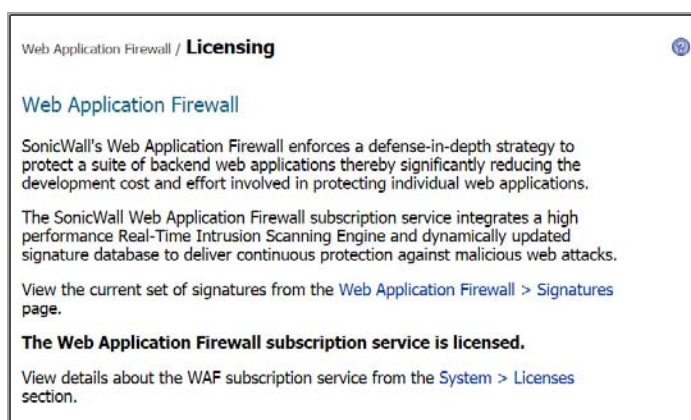 Web Application Firewall / Licensing
Web Application Firewall
SonicWall's Web Application Firewall enforces a defense-in-depth strategy to
protect a suite of backend web applications thereby significantly reducing the
development cost and effort involved in protecting individual web applications.
The SonicWall Web Application Firewall subscription service integrates a high
performance Real-Time Intrusion Scanning Engine and dynamically updated
signature database to deliver continuous protection against malicious web attacks.
View the current set of signatures from the Web Application Firewall > Signatures
page.
The Web Application Firewall subscription service is licensed.
View details about the WAF subscription service from the System > Licenses
section.